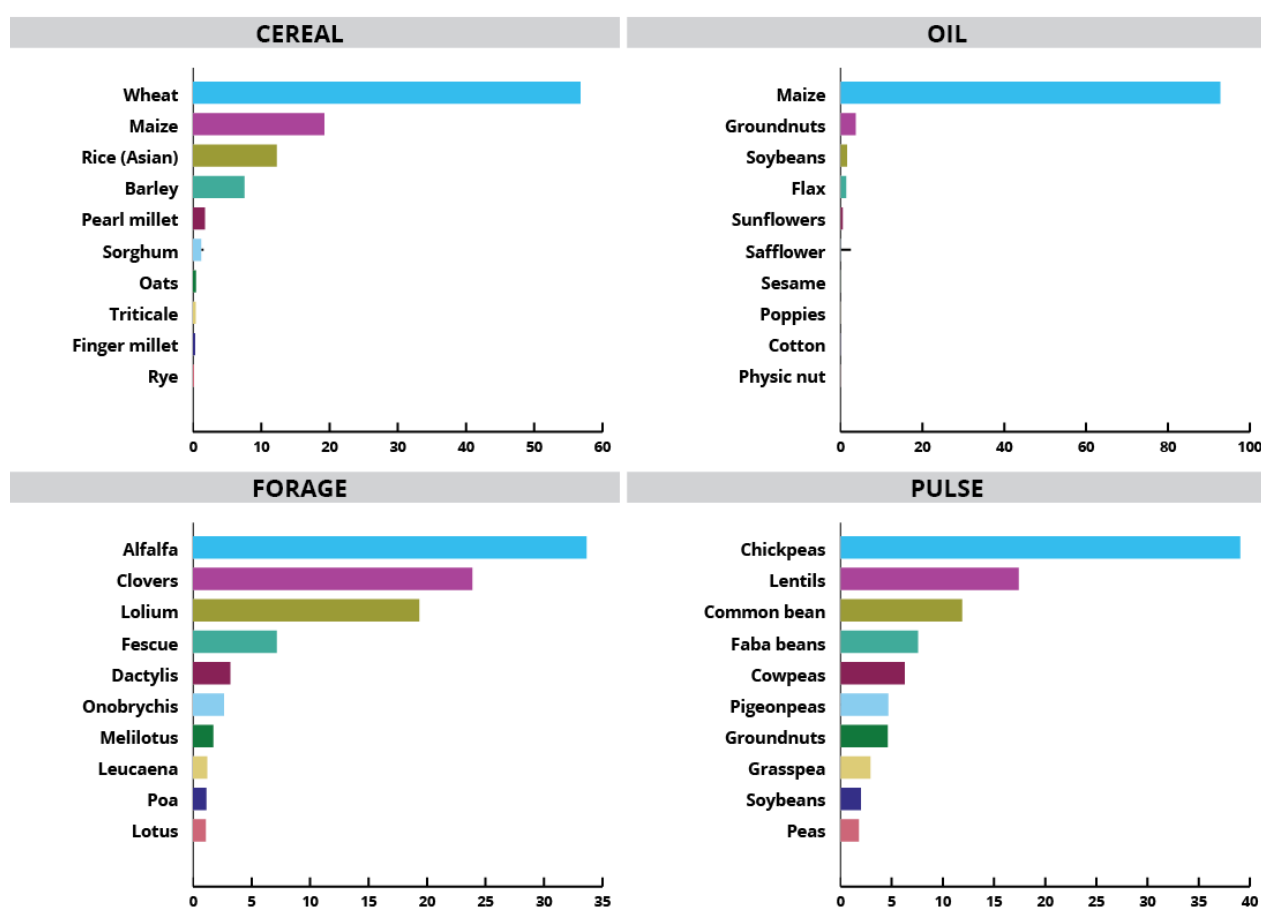 CEREAL
Wheat
Maize
Rice (Asian)
Barley
Pearl millet
Sorghum
Oats
Triticale
Finger millet
Rye
0 10 20 30 40 50 60
OIL
Maize
Groundnuts
Soybeans
Flax
Sunflowers
Safflower
Sesame
Poppies
Cotton
Physic nut
0 20 40 60 80 100
FORAGE
Alfalfa
Clovers
Lolium
Fescue
Dactylis
Onobrychis
Melilotus
Leucaena
Poa
Lotus
0 5 10 15 20 25 30 35
PULSE
Chickpeas
Lentils
Common bean
Faba beans
Cowpeas
Pigeonpeas
Groundnuts
Grasspea
Soybeans
Peas
0 5 10 15 20 25 30 35 40